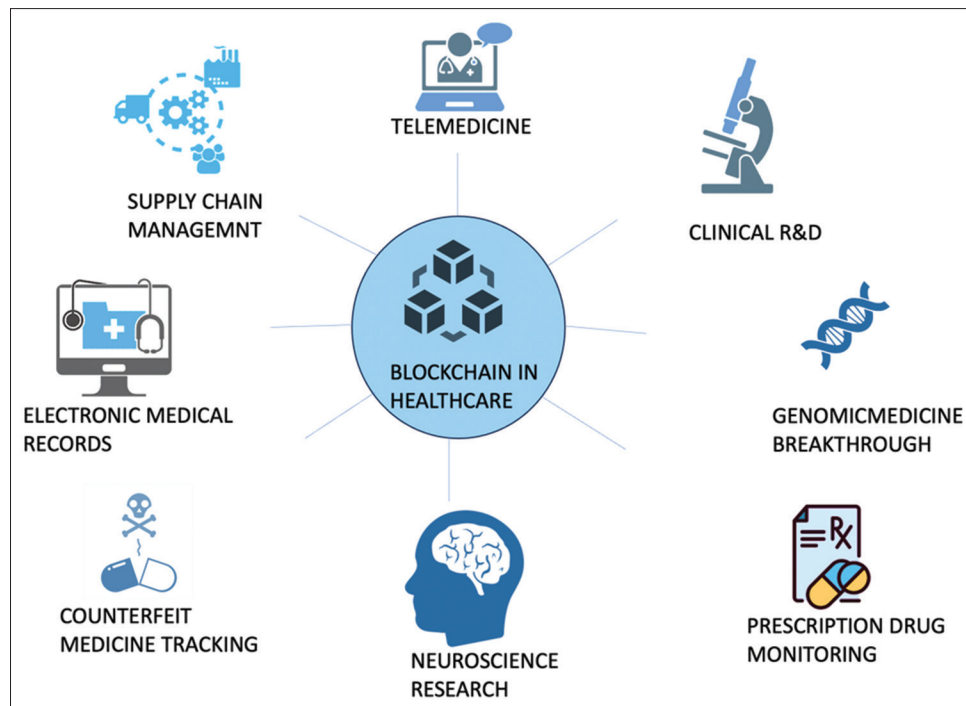 TELEMEDICINE
SUPPLY CHAIN
MANAGEMNT
CLINICAL R&D
BLOCKCHAIN IN
HEALTHCARE
ELECTRONIC MEDICAL
RECORDS
GENOMICMEDICINE
BREAKTHROUGH
Rx
COUNTERFEIT
MEDICINE TRACKING
PRESCRIPTION DRUG
MONITORING
NEUROSCIENCE
RESEARCH